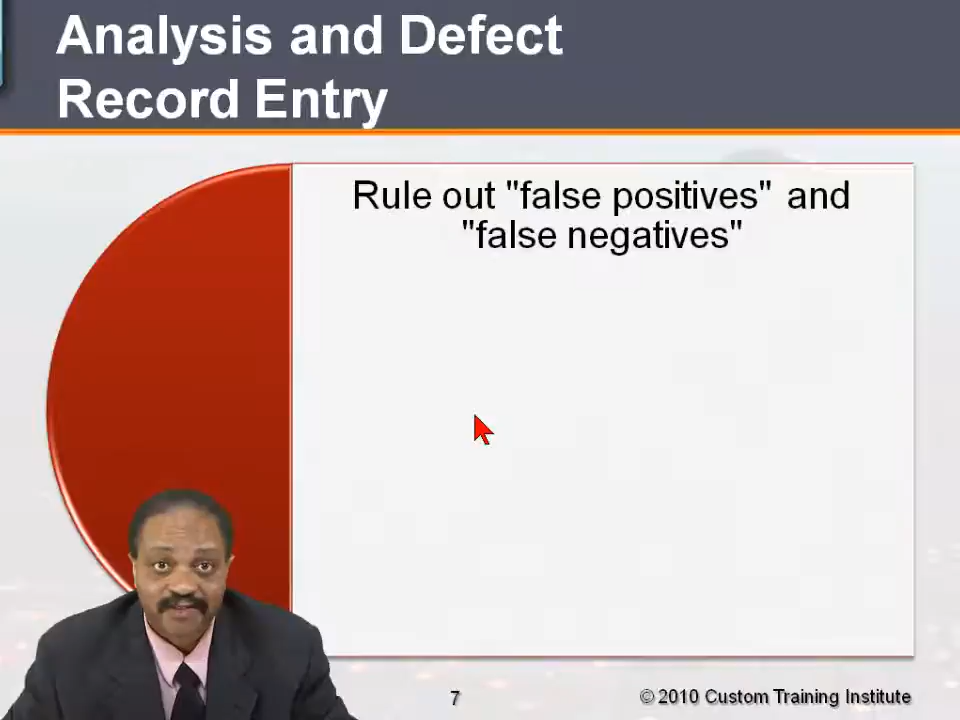 Analysis and Defect
Record Entry
Rule out "false positives" and
"false negatives"
7
© 2010 Custom Training Institute